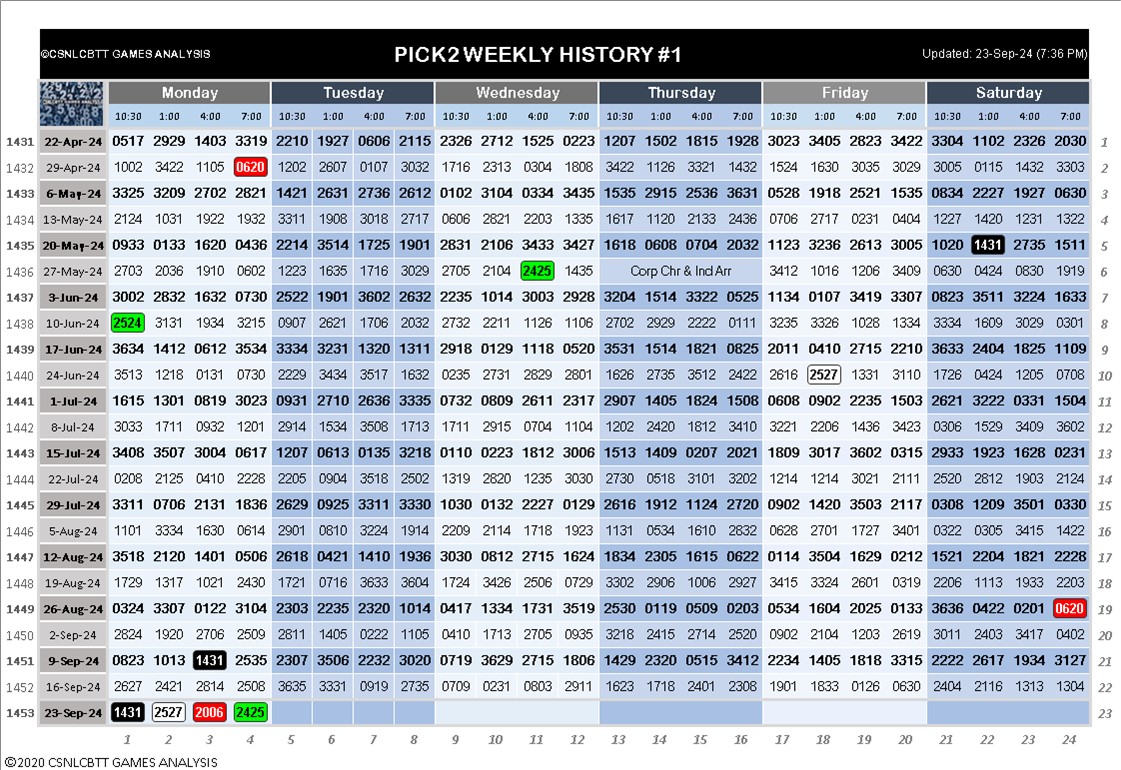 ©CSNLCBTT GAMES ANALYSIS PICK2 WEEKLY HISTORY #1 Updated: 23-Sep-24 (7:36 PM)
Monday Tuesday Wednesday Thursday Friday Saturday
10:30 1:00 4:00 7:00 10:30 1:00 4:00 7:00 10:30 1:00 4:00 7:00 10:30 1:00 4:00 7:00 10:30 1:00 4:00 7:00 10:30 1:00 4:00 7:00
1431 22-Apr-24 0517 2929 1403 3319 2210 1927 0606 2115 2326 2712 1525 0223 1207 1502 1815 1928 3023 3405 2823 3422 3304 1102 2326 2030 1
1432 29-Apr-24 1002 3422 1105 0620 1202 2607 0107 3032 1716 2313 0304 1808 3422 1126 3321 1432 1524 1630 3035 3029 3005 0115 1432 3303 2
1433 6-May-24 3325 3209 2702 2821 1421 2631 2736 2612 0102 3104 0334 3435 1535 2915 2536 3631 0528 1918 2521 1535 0834 2227 1927 0630 3
1434 13-May-24 2124 1031 1922 1932 3311 1908 3018 2717 0606 2821 2203 1335 1617 1120 2133 2436 0706 2717 0231 0404 1227 1420 1231 1322 4
1435 20-May-24 0933 0133 1620 0436 2214 3514 1725 1901 2831 2106 3433 3427 1618 0608 0704 2032 1123 3236 2613 3005 1020 1431 2735 1511 5
1436 27-May-24 2703 2036 1910 0602 1223 1635 1716 3029 2705 2104 2425 1435 Corp Chr & Ind Arr 3412 1016 1206 3409 0630 0424 0830 1919 6
1437 3-Jun-24 3002 2832 1632 0730 2522 1901 3602 2632 2235 1014 3003 2928 3204 1514 3322 0525 1134 0107 3419 3307 0823 3511 3224 1633 7
1438 10-Jun-24 2524 3131 1934 3215 0907 2621 1706 2032 2732 2211 1126 1106 2702 2929 2222 0111 3235 3326 1028 1334 3334 1609 3029 0301 8
1439 17-Jun-24 3634 1412 0612 3534 3334 3231 1320 1311 2918 0129 1118 0520 3531 1514 1821 0825 2011 0410 2715 2210 3633 2404 1825 1109 9
1440 24-Jun-24 3513 1218 0131 0730 2229 3434 3517 1632 0235 2731 2829 2801 1626 2735 3512 2422 2616 2527 1331 3110 1726 0424 1205 0708 10
1441 1-Jul-24 1615 1301 0819 3023 0931 2710 2636 3335 0732 0809 2611 2317 2907 1405 1824 1508 0608 0902 2235 1503 2621 3222 0331 1504 11
1442 8-Jul-24 3033 1711 0932 1201 2914 1534 3508 1713 1711 2915 0704 1104 1202 2420 1812 3410 3221 2206 1436 3423 0306 1529 3409 3602 12
1443 15-Jul-24 3408 3507 3004 0617 1207 0613 0135 3218 0110 0223 1812 3006 1513 1409 0207 2021 1809 3017 3602 0315 2933 1923 1628 0231 13
1444 22-Jul-24 0208 2125 0410 2228 2205 0904 3518 2502 1319 2820 1235 3030 2730 0518 3101 3202 1214 1214 3021 2111 2520 2812 1903 2124 14
1445 29-Jul-24 3311 0706 2131 1836 2629 0925 3311 3330 1030 0132 2227 0129 2616 1912 1124 2720 0902 1420 3503 2117 0308 1209 3501 0330 15
1446 5-Aug-24 1101 3334 1630 0614 2901 0810 3224 1914 2209 2114 1718 1923 1131 0534 1610 2832 0628 2701 1727 3401 0322 0305 3415 1422 16
1447 12-Aug-24 3518 2120 1401 0506 2618 0421 1410 1936 3030 0812 2715 1624 1834 2305 1615 0622 0114 3504 1629 0212 1521 2204 1821 2228 17
1448 19-Aug-24 1729 1317 1021 2430 1721 0716 3633 3604 1724 3426 2506 0729 3302 2906 1006 2927 3415 3324 2601 0319 2206 1113 1933 2203 18
1449 26-Aug-24 0324 3307 0122 3104 2303 2235 2320 1014 0417 1334 1731 3519 2530 0119 0509 0203 0534 1604 2025 0133 3636 0422 0201 0620 19
1450 2-Sep-24 2824 1920 2706 2509 2811 1405 0222 1105 0410 1713 2705 0935 3218 2415 2714 2520 0902 2104 1203 2619 3011 2403 3417 0402 20
1451 9-Sep-24 0823 1013 1431 2535 2307 3506 2232 3020 0719 3629 2715 1806 1429 2320 0515 3412 2234 1405 1818 3315 2222 2617 1934 3127 21
1452 16-Sep-24 2627 2421 2814 2508 3635 3331 0919 2735 0709 0231 0803 2911 1623 1718 2401 2308 1901 1833 0126 0630 2404 2116 1313 1304 22
1453 23-Sep-24 1431 2527 2006 2425 23
1 2 3 4 5 6 7 8 9 10 11 12 13 14 15 16 17 18 19 20 21 22 23 24
©2020 CSNLCBTT GAMES ANALYSIS